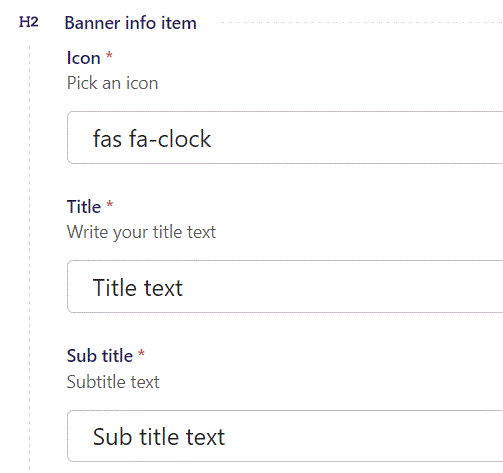 H2 Banner info item
Icon *
Pick an icon
fas fa-clock
Title *
Write your title text
Title text
Sub title *
Subtitle text
Sub title text